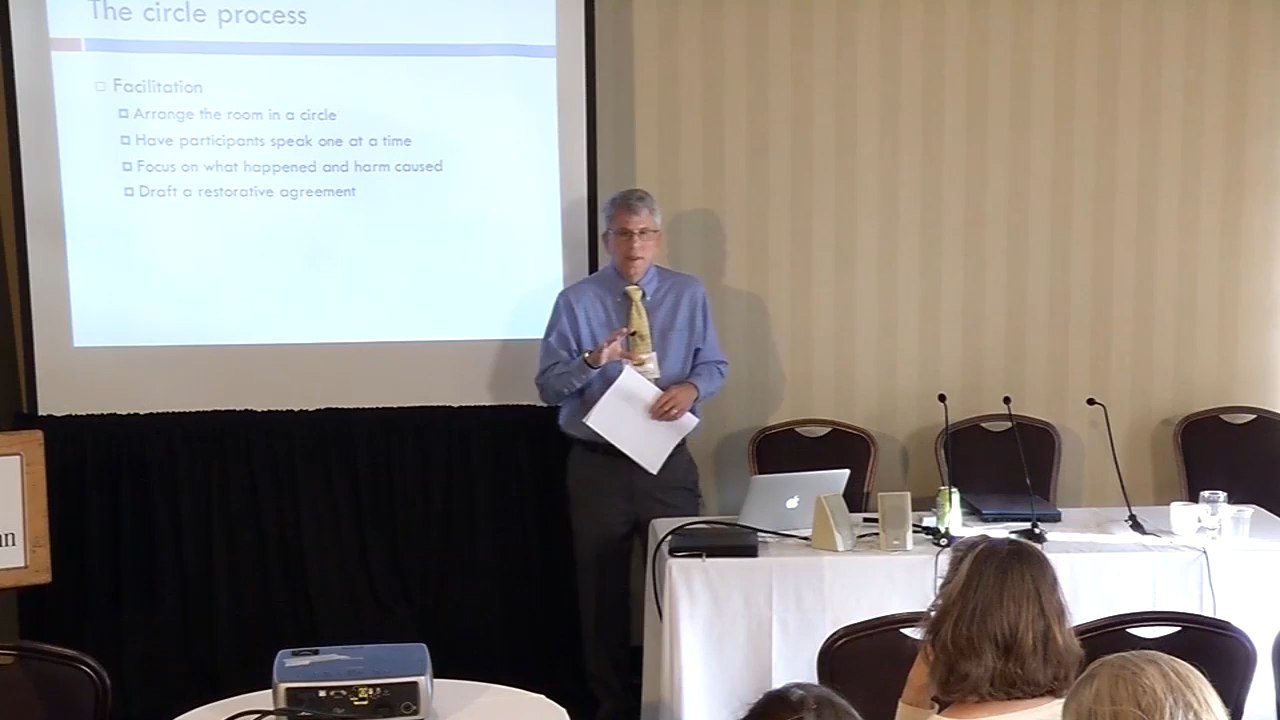 The circle process
Facilitation
Arrange the room in a circle
Have participants speak one at a time
Focus on what happened and harm caused
Draft a restorative agreement